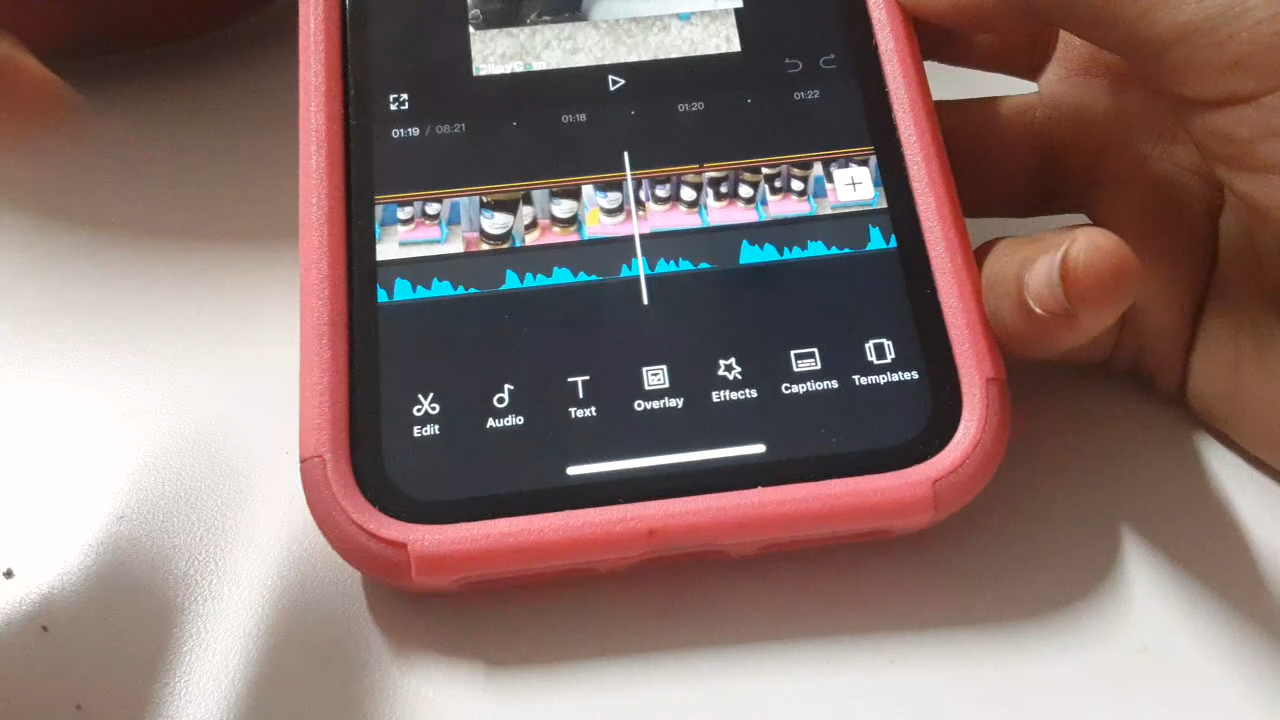 01:19 / 08:21
01:18
01:20
01:22
Edit
Audio
Text
Overlay
Effects
Captions
Templates